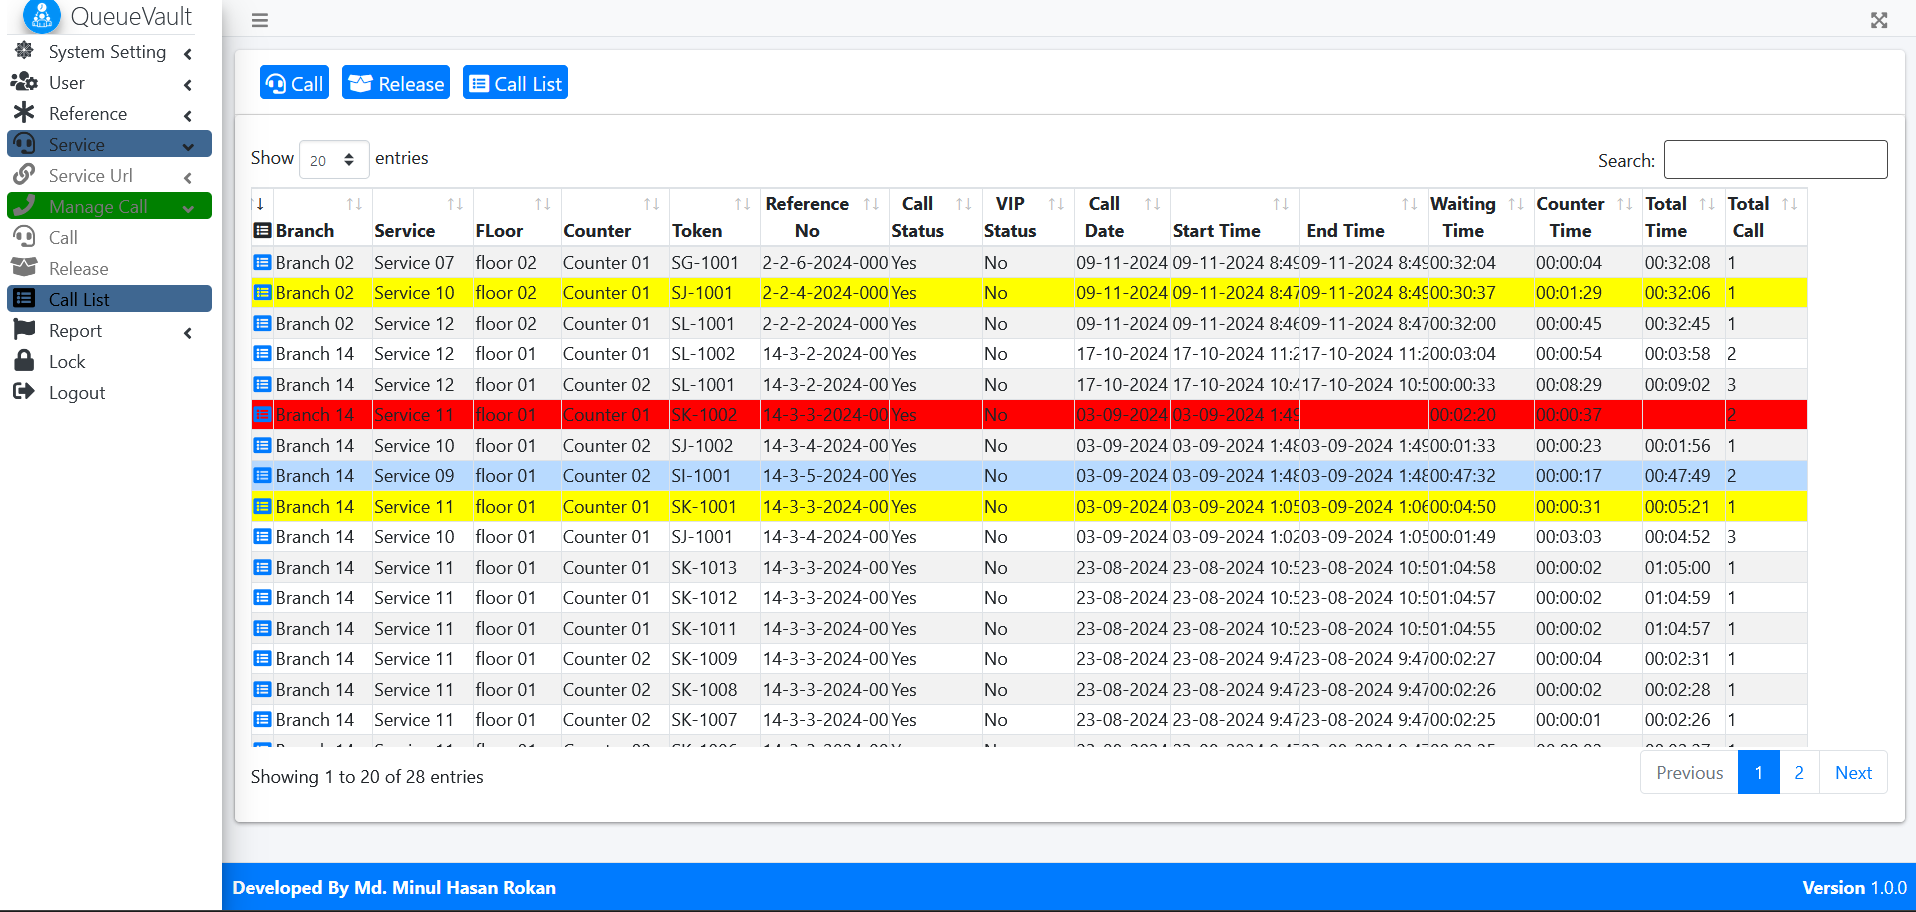 QueueVault
System Setting
User
Reference
Service
Service Url
Manage Call
Call
Release
Call List
Report
Lock
Logout
Call Release Call List
Show 20 entries
Search:
Branch Service FLoor Counter Token Reference No Call Status VIP Status Call Date Start Time End Time Waiting Time Counter Time Total Time Total Call
Branch 02 Service 07 floor 02 Counter 01 SG-1001 2-2-6-2024-000 Yes No 09-11-2024 09-11-2024 8:49 09-11-2024 8:49 00:32:04 00:00:04 00:32:08 1
Branch 02 Service 10 floor 02 Counter 01 SJ-1001 2-2-4-2024-000 Yes No 09-11-2024 09-11-2024 8:47 09-11-2024 8:49 00:30:37 00:01:29 00:32:06 1
Branch 02 Service 12 floor 02 Counter 01 SL-1001 2-2-2-2024-000 Yes No 09-11-2024 09-11-2024 8:46 09-11-2024 8:47 00:32:00 00:00:45 00:32:45 1
Branch 14 Service 12 floor 01 Counter 01 SL-1002 14-3-2-2024-00 Yes No 17-10-2024 17-10-2024 11:2 17-10-2024 11:2 00:03:04 00:00:54 00:03:58 2
Branch 14 Service 12 floor 01 Counter 02 SL-1001 14-3-2-2024-00 Yes No 17-10-2024 17-10-2024 10:4 17-10-2024 10:5 00:00:33 00:08:29 00:09:02 3
Branch 14 Service 11 floor 01 Counter 01 SK-1002 14-3-3-2024-00 Yes No 03-09-2024 03-09-2024 1:49 00:02:20 00:00:37 2
Branch 14 Service 10 floor 01 Counter 02 SJ-1002 14-3-4-2024-00 Yes No 03-09-2024 03-09-2024 1:48 03-09-2024 1:49 00:01:33 00:00:23 00:01:56 1
Branch 14 Service 09 floor 01 Counter 02 SI-1001 14-3-5-2024-00 Yes No 03-09-2024 03-09-2024 1:48 03-09-2024 1:48 00:47:32 00:00:17 00:47:49 2
Branch 14 Service 11 floor 01 Counter 01 SK-1001 14-3-3-2024-00 Yes No 03-09-2024 03-09-2024 1:05 03-09-2024 1:06 00:04:50 00:00:31 00:05:21 1
Branch 14 Service 10 floor 01 Counter 01 SJ-1001 14-3-4-2024-00 Yes No 03-09-2024 03-09-2024 1:02 03-09-2024 1:05 00:01:49 00:03:03 00:04:52 3
Branch 14 Service 11 floor 01 Counter 01 SK-1013 14-3-3-2024-00 Yes No 23-08-2024 23-08-2024 10:5 23-08-2024 10:5 01:04:58 00:00:02 01:05:00 1
Branch 14 Service 11 floor 01 Counter 01 SK-1012 14-3-3-2024-00 Yes No 23-08-2024 23-08-2024 10:5 23-08-2024 10:5 01:04:57 00:00:02 01:04:59 1
Branch 14 Service 11 floor 01 Counter 01 SK-1011 14-3-3-2024-00 Yes No 23-08-2024 23-08-2024 10:5 23-08-2024 10:5 01:04:55 00:00:02 01:04:57 1
Branch 14 Service 11 floor 01 Counter 02 SK-1009 14-3-3-2024-00 Yes No 23-08-2024 23-08-2024 9:47 23-08-2024 9:47 00:02:27 00:00:04 00:02:31 1
Branch 14 Service 11 floor 01 Counter 02 SK-1008 14-3-3-2024-00 Yes No 23-08-2024 23-08-2024 9:47 23-08-2024 9:47 00:02:26 00:00:02 00:02:28 1
Branch 14 Service 11 floor 01 Counter 02 SK-1007 14-3-3-2024-00 Yes No 23-08-2024 23-08-2024 9:47 23-08-2024 9:47 00:02:25 00:00:01 00:02:26 1
Showing 1 to 20 of 28 entries
Previous 1 2 Next
Developed By Md. Minul Hasan Rokan
Version 1.0.0